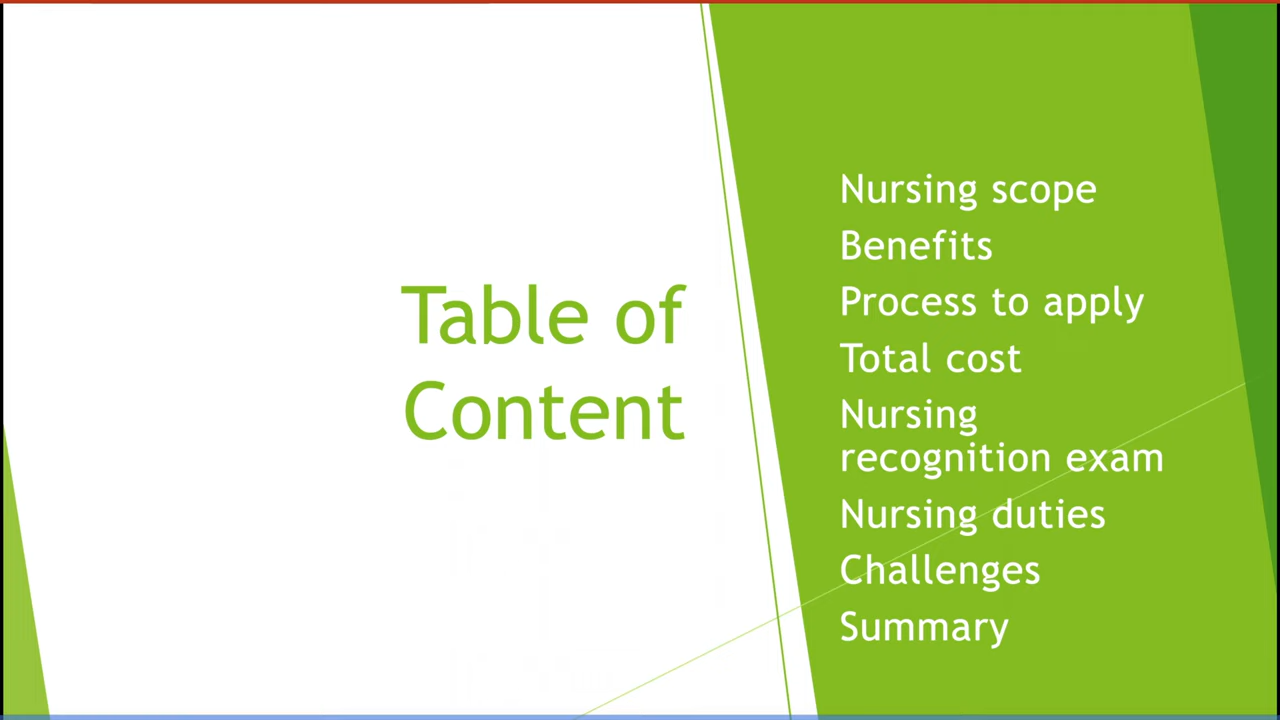 Table of
Content
Nursing scope
Benefits
Process to apply
Total cost
Nursing
recognition exam
Nursing duties
Challenges
Summary